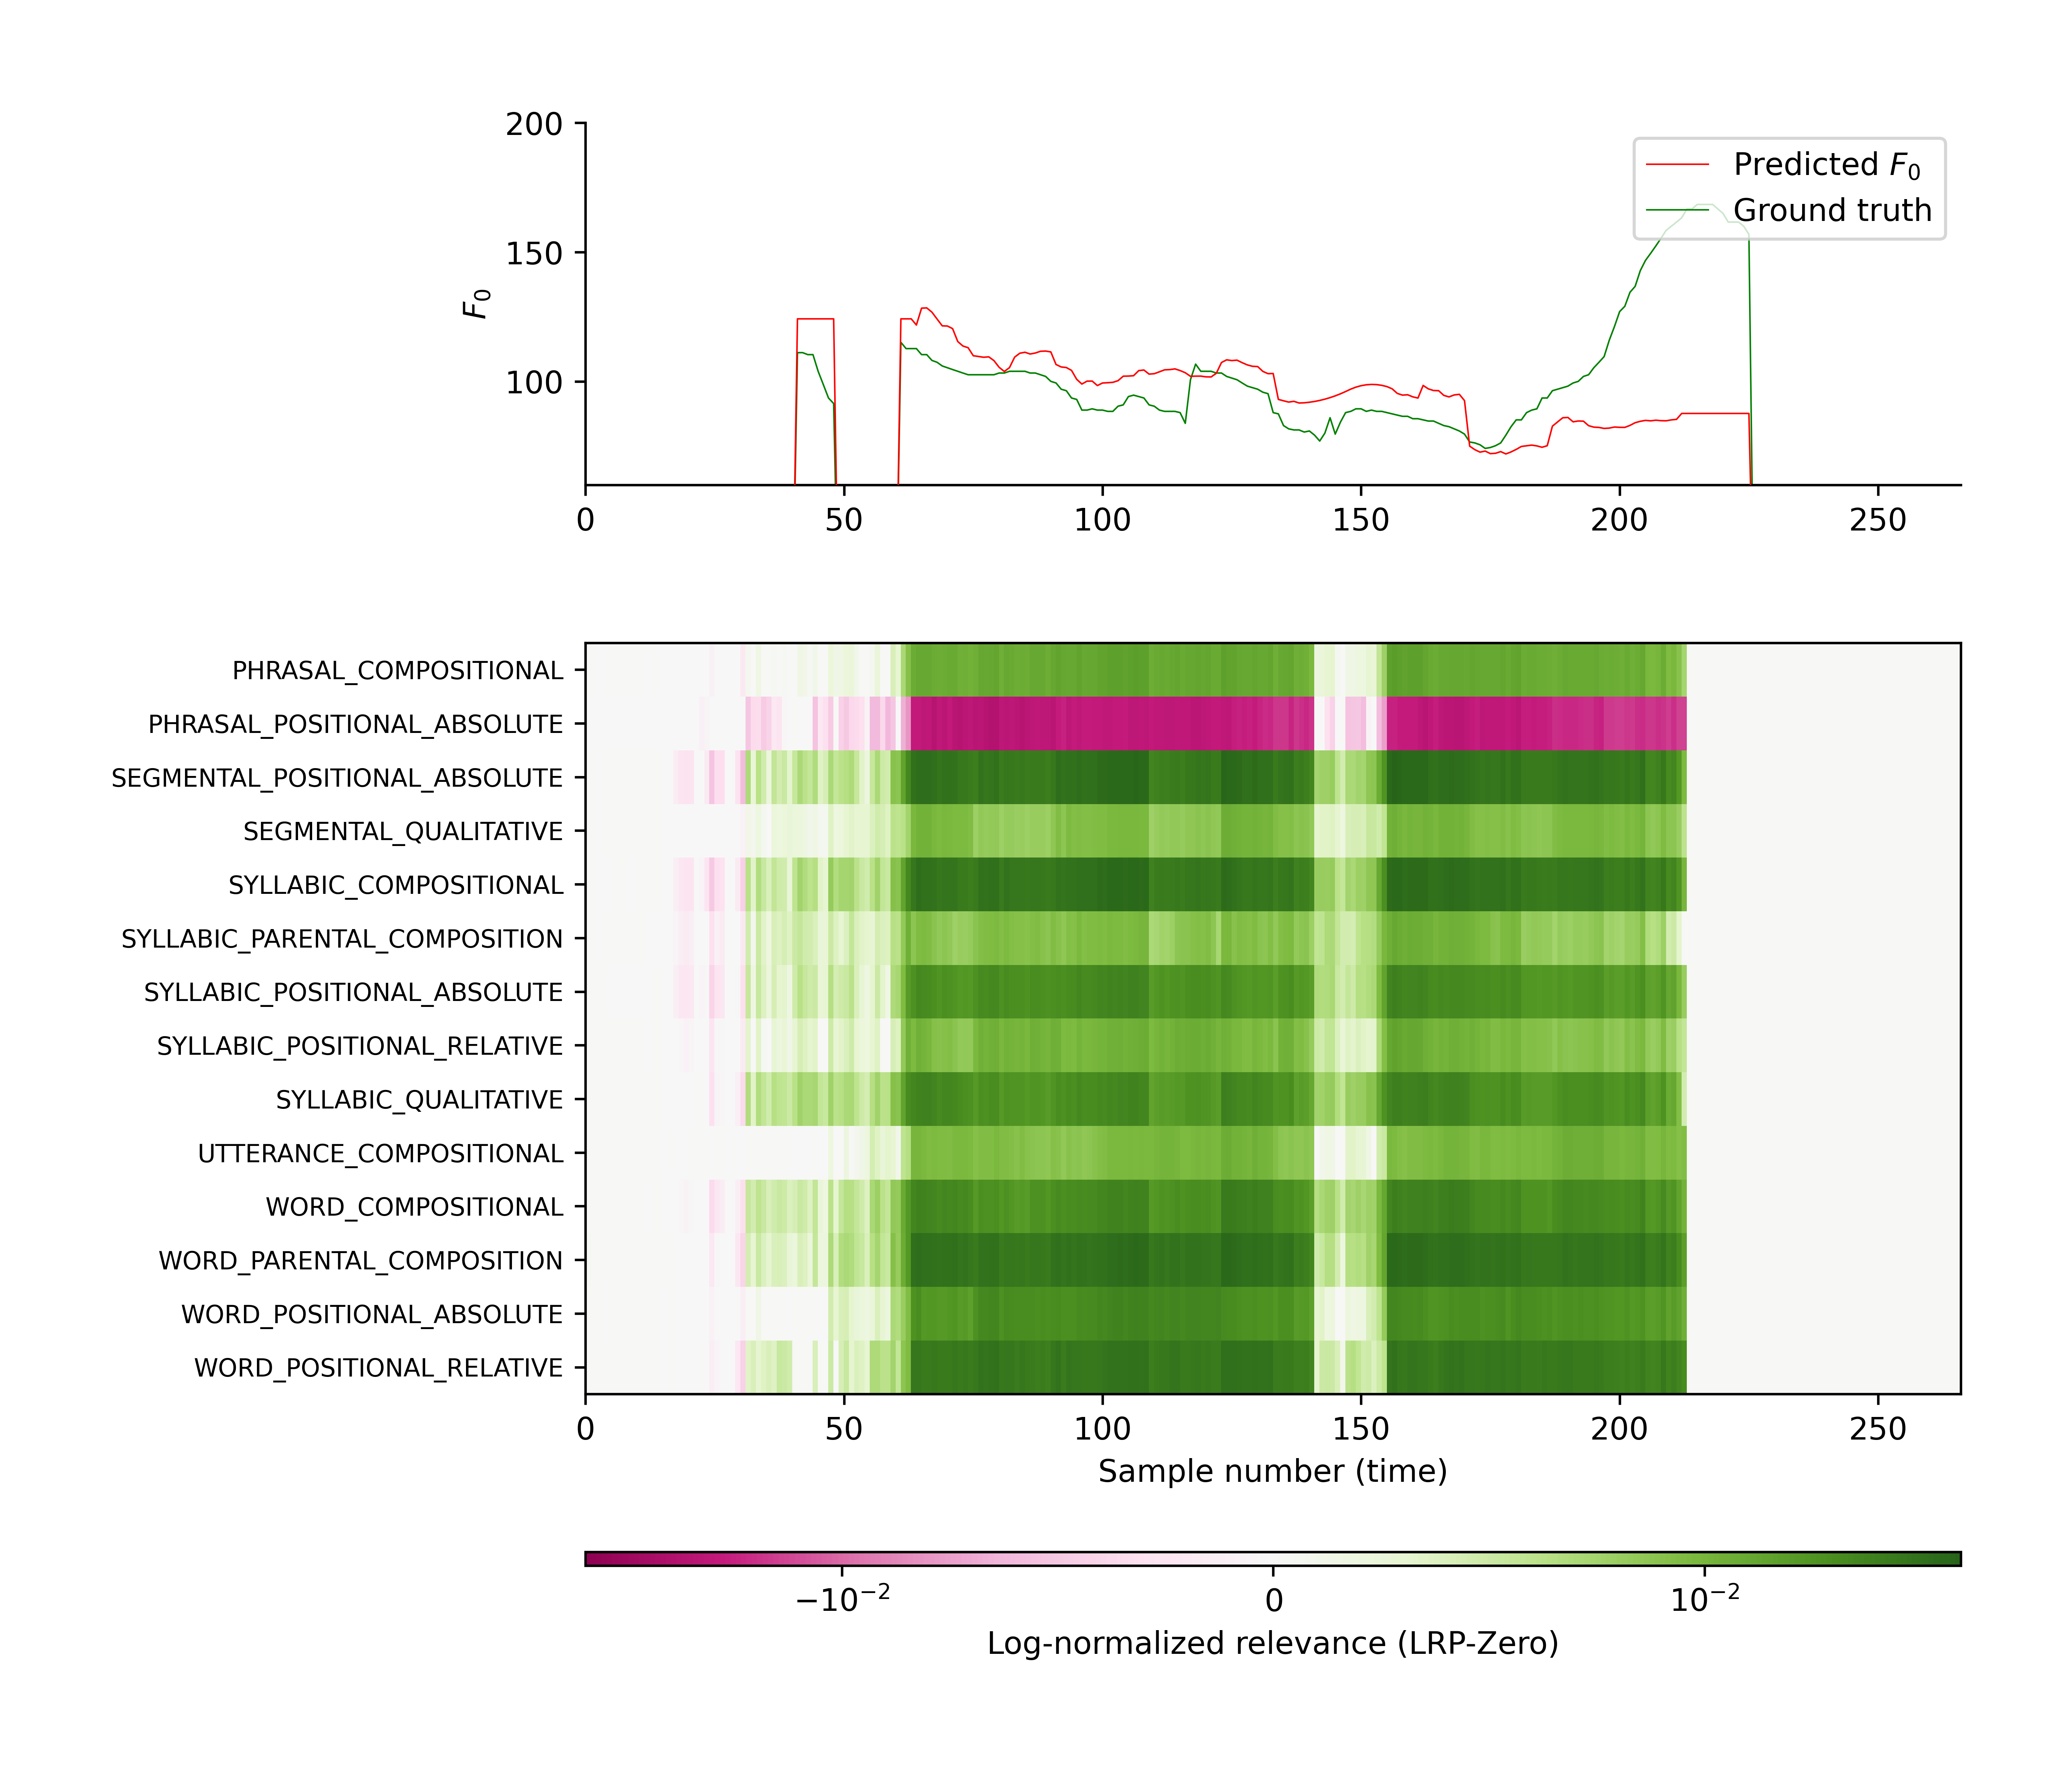 200
150
100
F₀
Predicted F₀
Ground truth
0 50 100 150 200 250
PHRASAL_COMPOSITIONAL
PHRASAL_POSITIONAL_ABSOLUTE
SEGMENTAL_POSITIONAL_ABSOLUTE
SEGMENTAL_QUALITATIVE
SYLLABIC_COMPOSITIONAL
SYLLABIC_PARENTAL_COMPOSITION
SYLLABIC_POSITIONAL_ABSOLUTE
SYLLABIC_POSITIONAL_RELATIVE
SYLLABIC_QUALITATIVE
UTTERANCE_COMPOSITIONAL
WORD_COMPOSITIONAL
WORD_PARENTAL_COMPOSITION
WORD_POSITIONAL_ABSOLUTE
WORD_POSITIONAL_RELATIVE
0 50 100 150 200 250
Sample number (time)
−10⁻² 0 10⁻²
Log-normalized relevance (LRP-Zero)